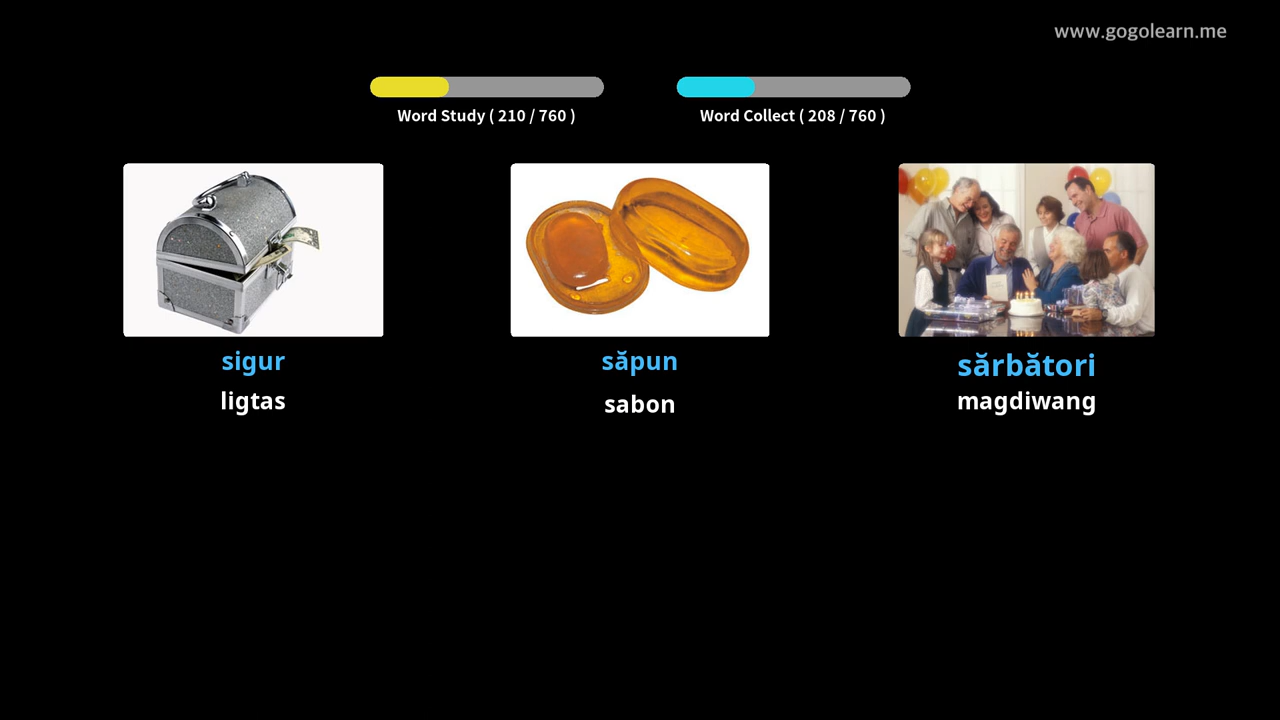 www.gogolearn.me
Word Study ( 210 / 760 )
Word Collect ( 208 / 760 )
sigur
săpun
sărbători
ligtas
sabon
magdiwang